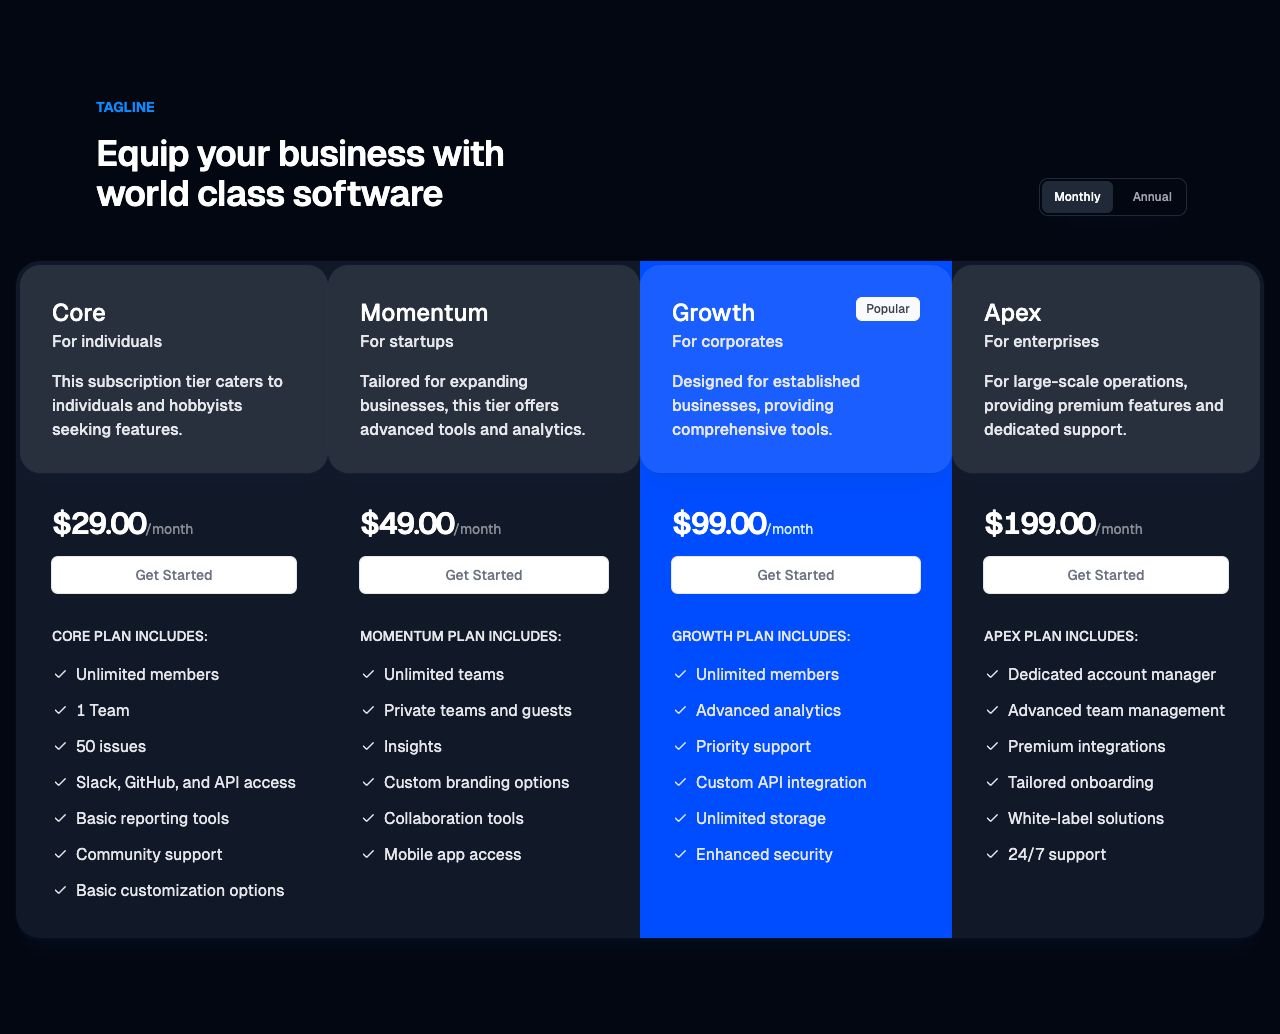 TAGLINE
Equip your business with
world class software
Monthly
Annual
Core
For individuals
This subscription tier caters to
individuals and hobbyists
seeking features.
$29.00/month
Get Started
CORE PLAN INCLUDES:
Unlimited members
1 Team
50 issues
Slack, GitHub, and API access
Basic reporting tools
Community support
Basic customization options
Momentum
For startups
Tailored for expanding
businesses, this tier offers
advanced tools and analytics.
$49.00/month
Get Started
MOMENTUM PLAN INCLUDES:
Unlimited teams
Private teams and guests
Insights
Custom branding options
Collaboration tools
Mobile app access
Growth
Popular
For corporates
Designed for established
businesses, providing
comprehensive tools.
$99.00/month
Get Started
GROWTH PLAN INCLUDES:
Unlimited members
Advanced analytics
Priority support
Custom API integration
Unlimited storage
Enhanced security
Apex
For enterprises
For large-scale operations,
providing premium features and
dedicated support.
$199.00/month
Get Started
APEX PLAN INCLUDES:
Dedicated account manager
Advanced team management
Premium integrations
Tailored onboarding
White-label solutions
24/7 support